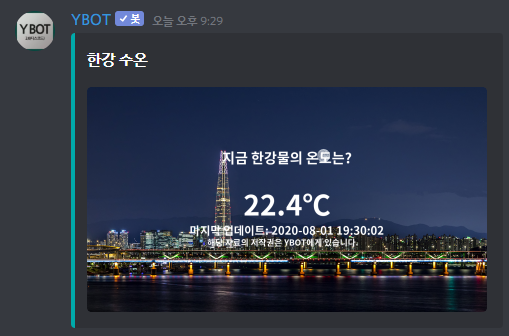 YBOT ✓ 봇 오늘 오후 9:29
Y BOT
한강 수온
지금 한강물의 온도는?
22.4℃
마지막 업데이트: 2020-08-01 19:30:02
해당 자료의 저작권은 YBOT에게 있습니다.